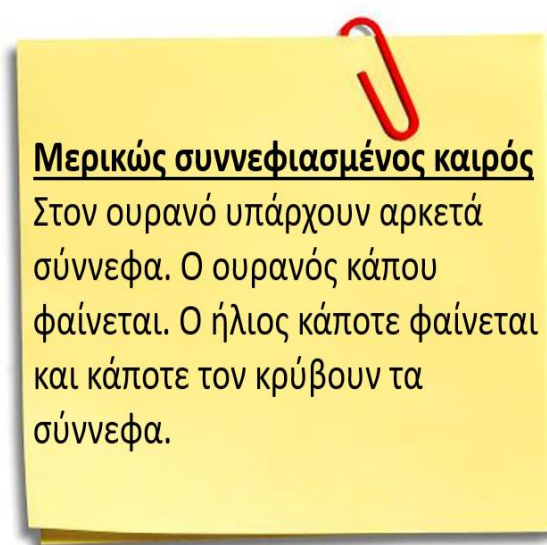 Μερικώς συννεφιασμένος καιρός
Στον ουρανό υπάρχουν αρκετά
σύννεφα. Ο ουρανός κάπου
φαίνεται. Ο ήλιος κάποτε φαίνεται
και κάποτε τον κρύβουν τα
σύννεφα.